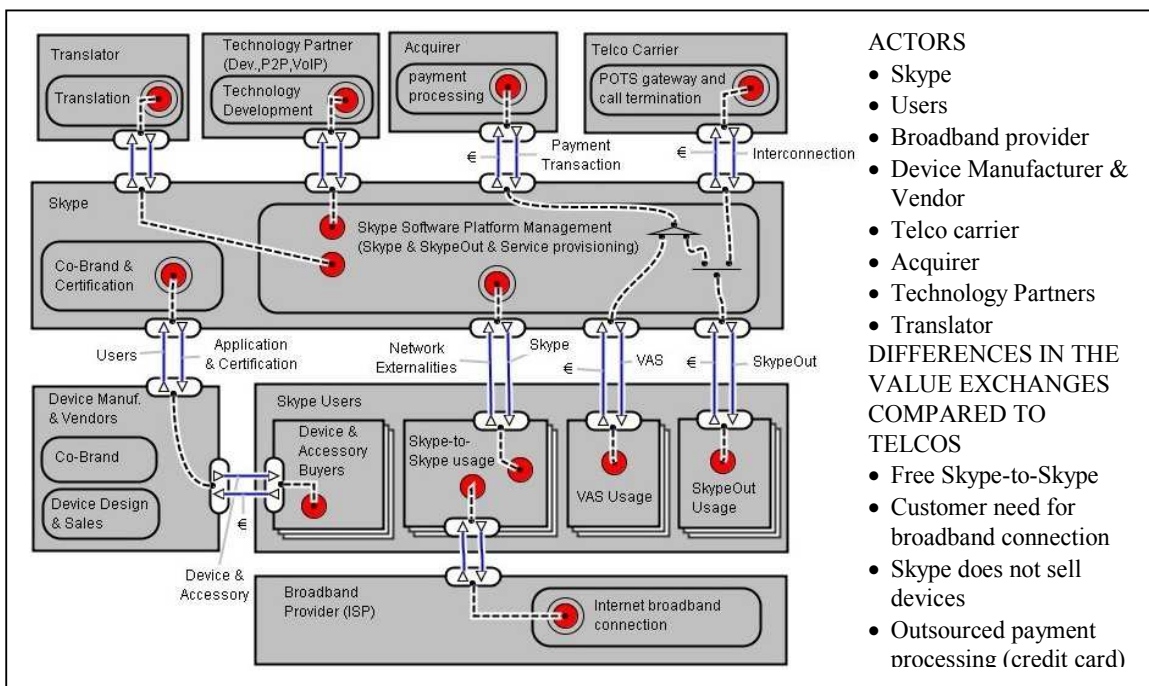 Translator
Translation
Technology Partner
(Dev.,P2P,VoIP)
Technology
Development
Acquirer
payment
processing
Telco Carrier
POTS gateway and
call termination
€
Payment
Transaction
€
Interconnection
Skype
Skype Software Platform Management
(Skype & SkypeOut & Service provisioning)
Co-Brand &
Certification
Users
Application
& Certification
Network
Externalities
Skype
€
VAS
€
SkypeOut
Device Manuf.
& Vendors
Co-Brand
Device Design
& Sales
€
Device &
Accessory
Skype Users
Device &
Accessory
Buyers
Skype-to-
Skype usage
VAS Usage
SkypeOut
Usage
Broadband
Provider (ISP)
Internet broadband
connection
ACTORS
• Skype
• Users
• Broadband provider
• Device Manufacturer &
Vendor
• Telco carrier
• Acquirer
• Technology Partners
• Translator
DIFFERENCES IN THE
VALUE EXCHANGES
COMPARED TO
TELCOS
• Free Skype-to-Skype
• Customer need for
broadband connection
• Skype does not sell
devices
• Outsourced payment
processing (credit card)